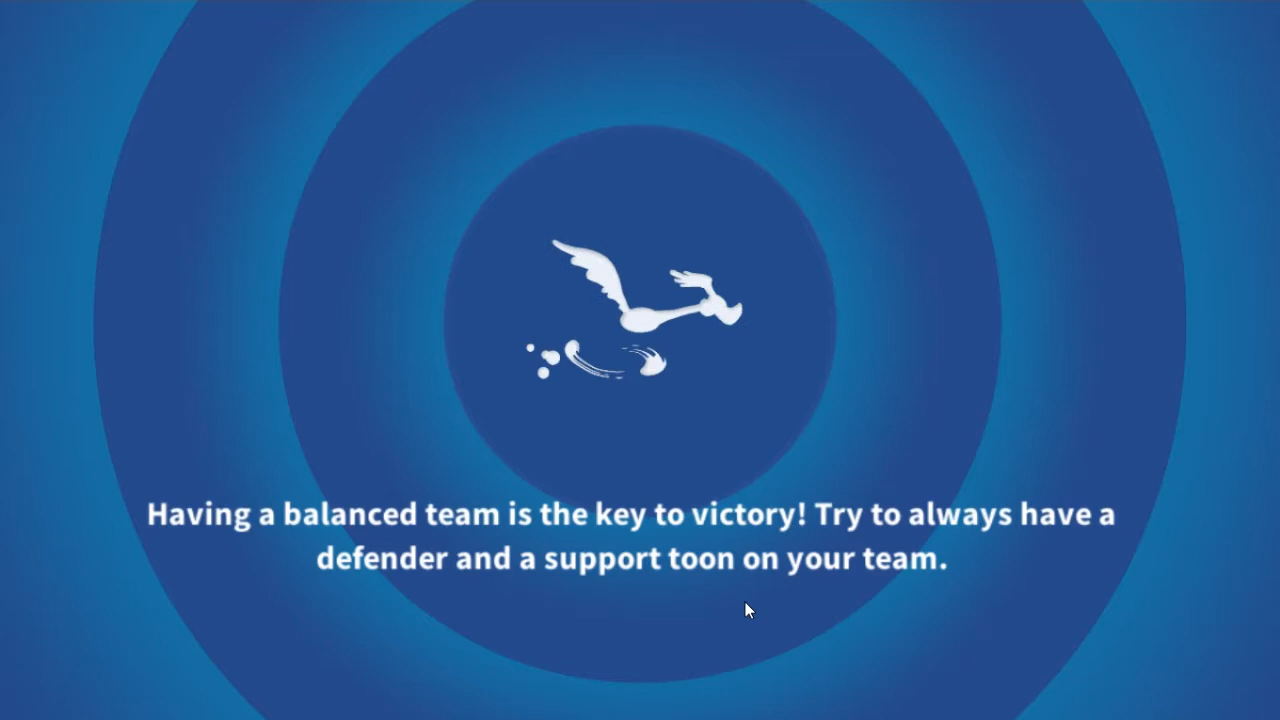 Having a balanced team is the key to victory! Try to always have a
defender and a support toon on your team.